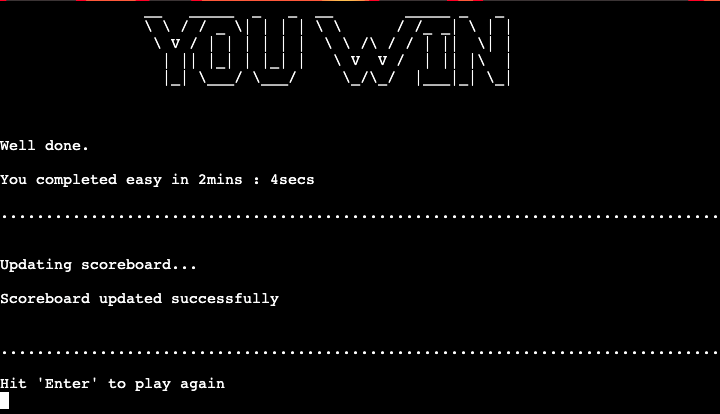 YOU WIN
Well done.
You completed easy in 2mins : 4secs
................................................................................
Updating scoreboard...
Scoreboard updated successfully
................................................................................
Hit 'Enter' to play again